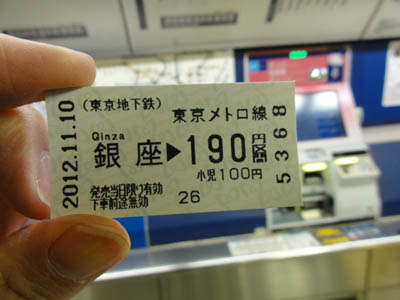 2012.11.10
(東京地下鉄)
東京メトロ線
Ginza
銀座▶190円区間
小児100円
発売当日限り有効
下車前途無効
26
5368